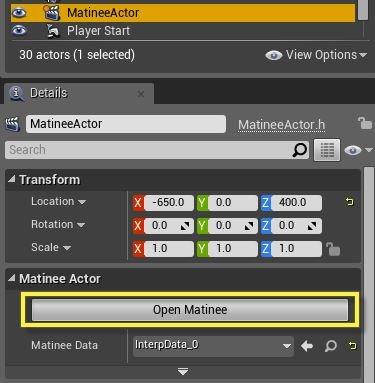 MatineeActor
Player Start
30 actors (1 selected)
View Options
Details
MatineeActor
MatineeActor.h
Search
Transform
Location X -650.0 Y 0.0 Z 400.0
Rotation X 0.0 Y 0.0 Z 0.0
Scale X 1.0 Y 1.0 Z 1.0
Matinee Actor
Open Matinee
Matinee Data InterpData_0